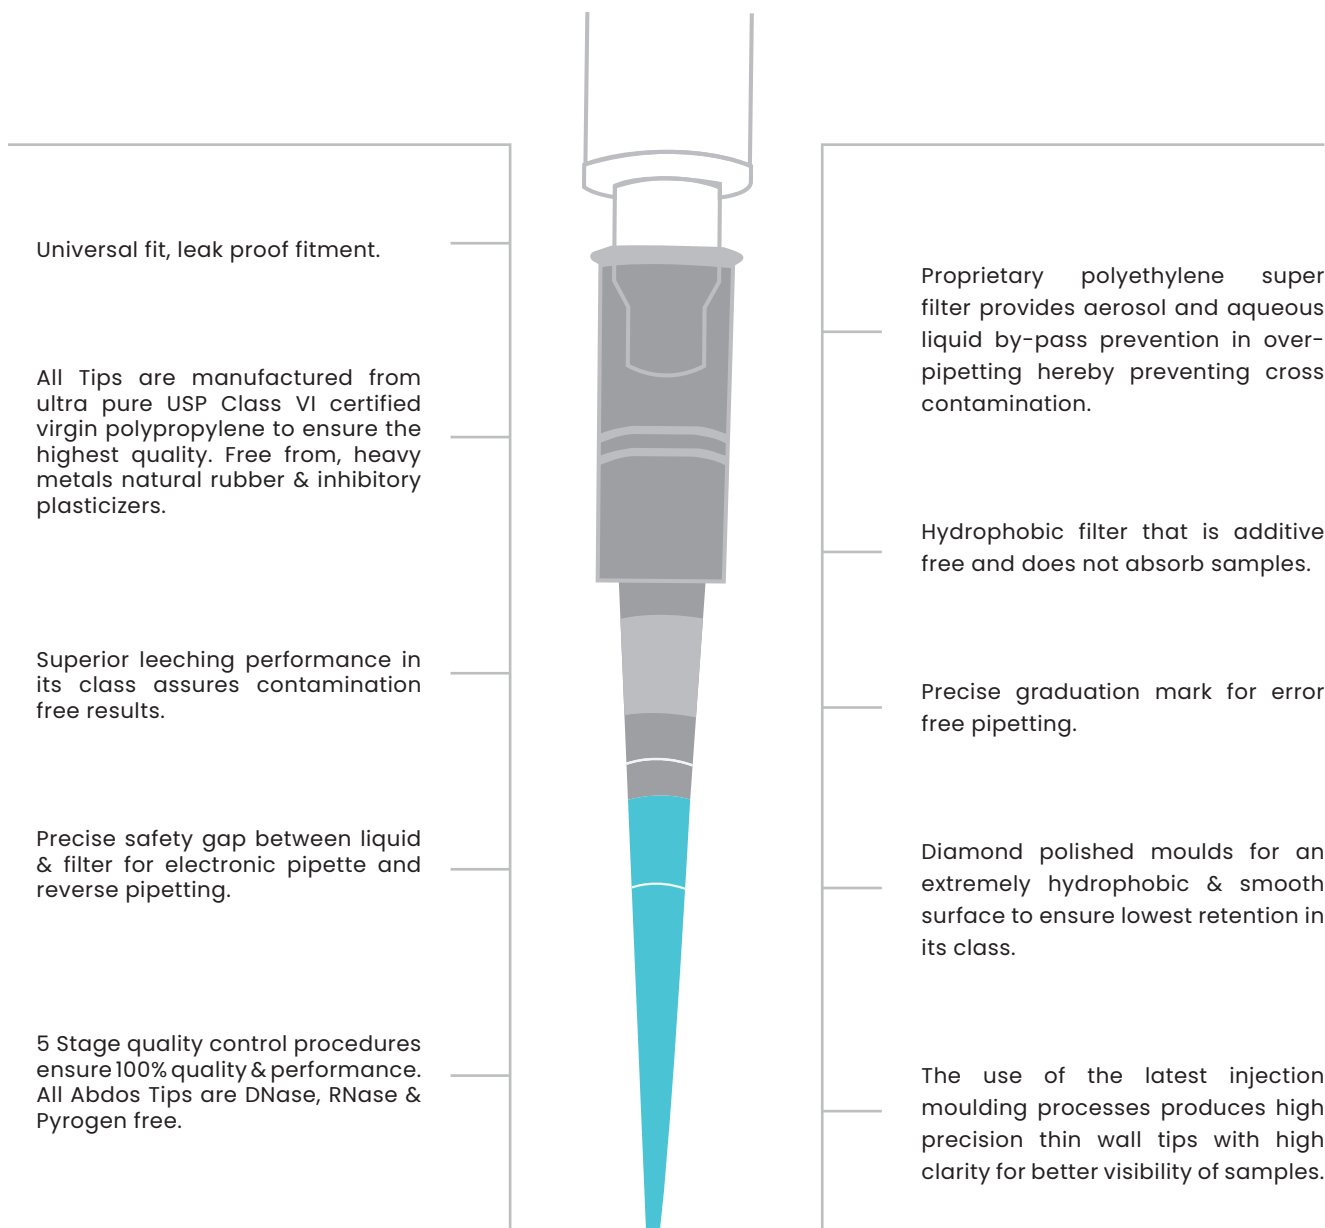 Universal fit, leak proof fitment.
All Tips are manufactured from
ultra pure USP Class VI certified
virgin polypropylene to ensure the
highest quality. Free from, heavy
metals natural rubber & inhibitory
plasticizers.
Superior leeching performance in
its class assures contamination
free results.
Precise safety gap between liquid
& filter for electronic pipette and
reverse pipetting.
5 Stage quality control procedures
ensure 100% quality & performance.
All Abdos Tips are DNase, RNase &
Pyrogen free.
Proprietary polyethylene super
filter provides aerosol and aqueous
liquid by-pass prevention in over-
pipetting hereby preventing cross
contamination.
Hydrophobic filter that is additive
free and does not absorb samples.
Precise graduation mark for error
free pipetting.
Diamond polished moulds for an
extremely hydrophobic & smooth
surface to ensure lowest retention in
its class.
The use of the latest injection
moulding processes produces high
precision thin wall tips with high
clarity for better visibility of samples.